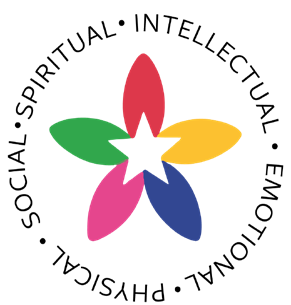 SPIRITUAL • INTELLECTUAL • EMOTIONAL • PHYSICAL • SOCIAL •